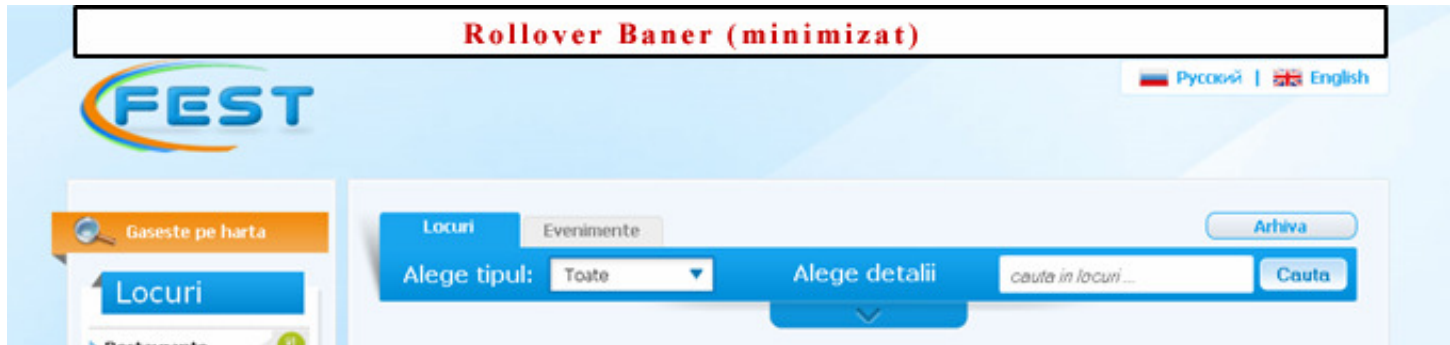 Rollover Baner (minimizat)
Русский | English
FEST
Gaseste pe harta
Locuri Evenimente
Arhiva
Alege tipul: Toate Alege detalii cauta in locuri ... Cauta
Locuri